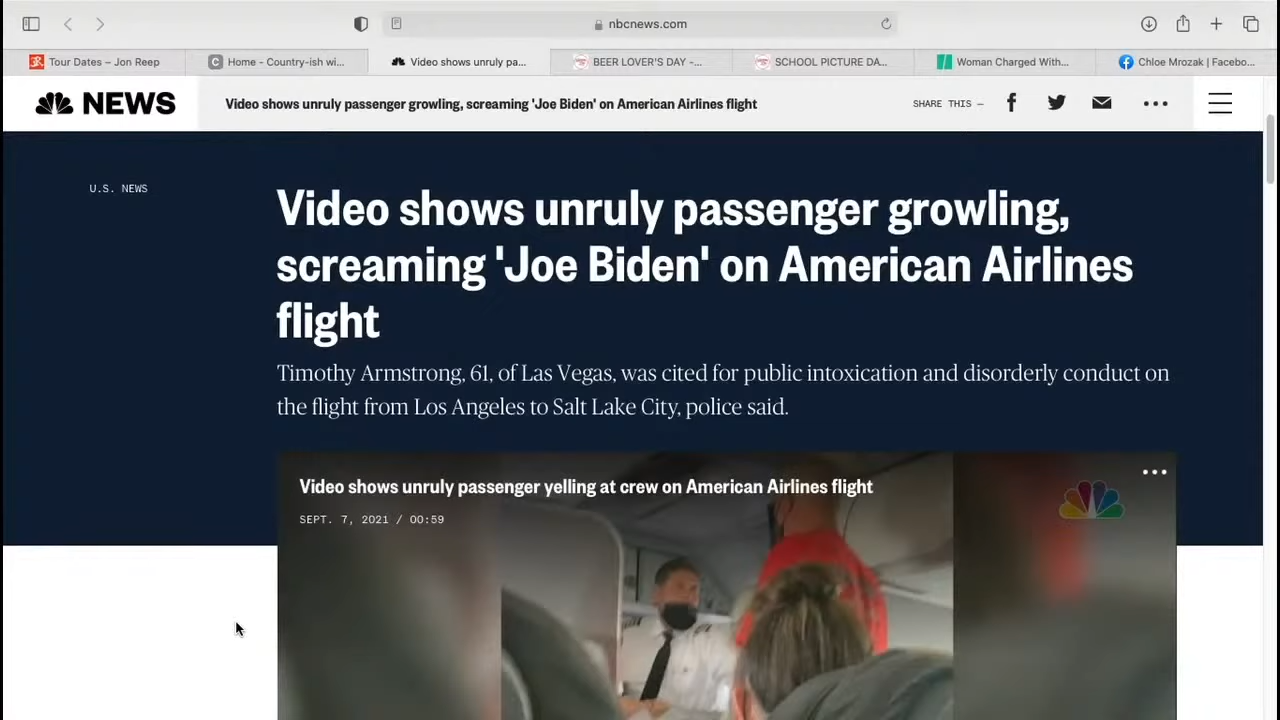 nbcnews.com
Tour Dates – Jon Reep
C Home - Country-ish wi...
Video shows unruly pa...
BEER LOVER'S DAY -...
SCHOOL PICTURE DA...
Woman Charged With...
Chloe Mrozak | Facebo...
NEWS
Video shows unruly passenger growling, screaming 'Joe Biden' on American Airlines flight
SHARE THIS —
U.S. NEWS
Video shows unruly passenger growling,
screaming 'Joe Biden' on American Airlines
flight
Timothy Armstrong, 61, of Las Vegas, was cited for public intoxication and disorderly conduct on
the flight from Los Angeles to Salt Lake City, police said.
Video shows unruly passenger yelling at crew on American Airlines flight
SEPT. 7, 2021 / 00:59